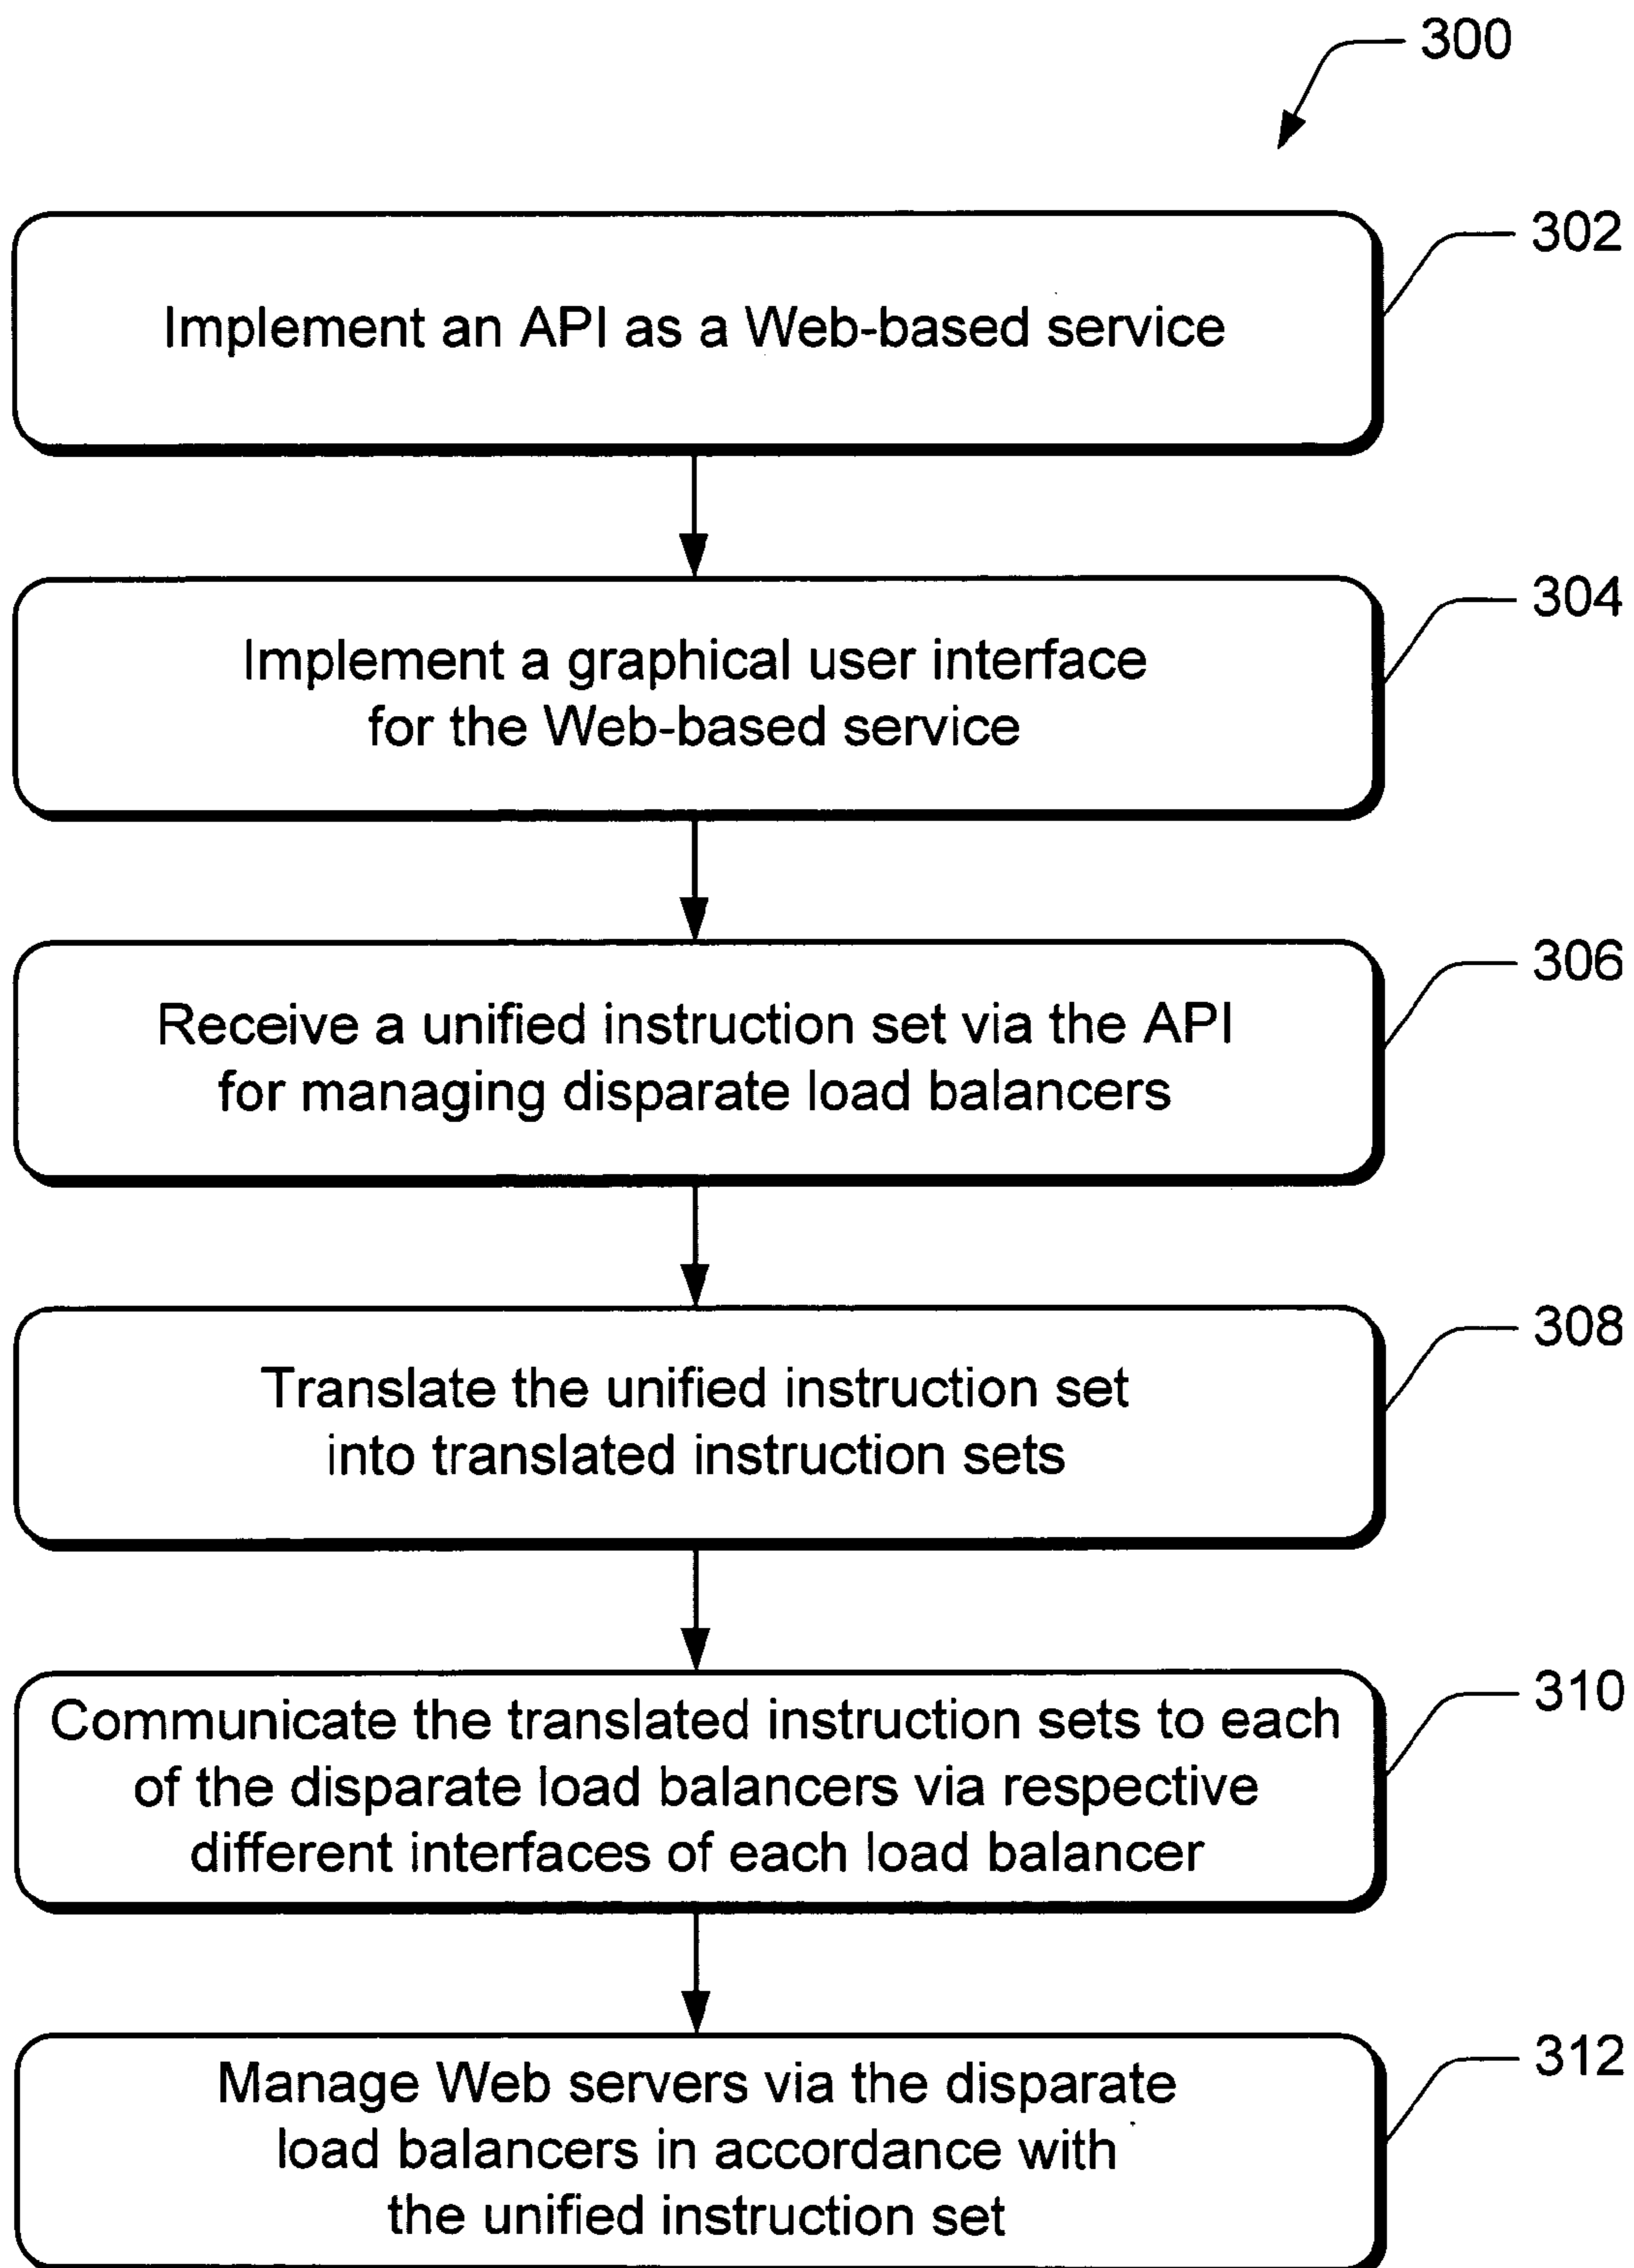 300
302
Implement an API as a Web-based service
304
Implement a graphical user interface
for the Web-based service
306
Receive a unified instruction set via the API
for managing disparate load balancers
308
Translate the unified instruction set
into translated instruction sets
310
Communicate the translated instruction sets to each
of the disparate load balancers via respective
different interfaces of each load balancer
312
Manage Web servers via the disparate
load balancers in accordance with
the unified instruction set